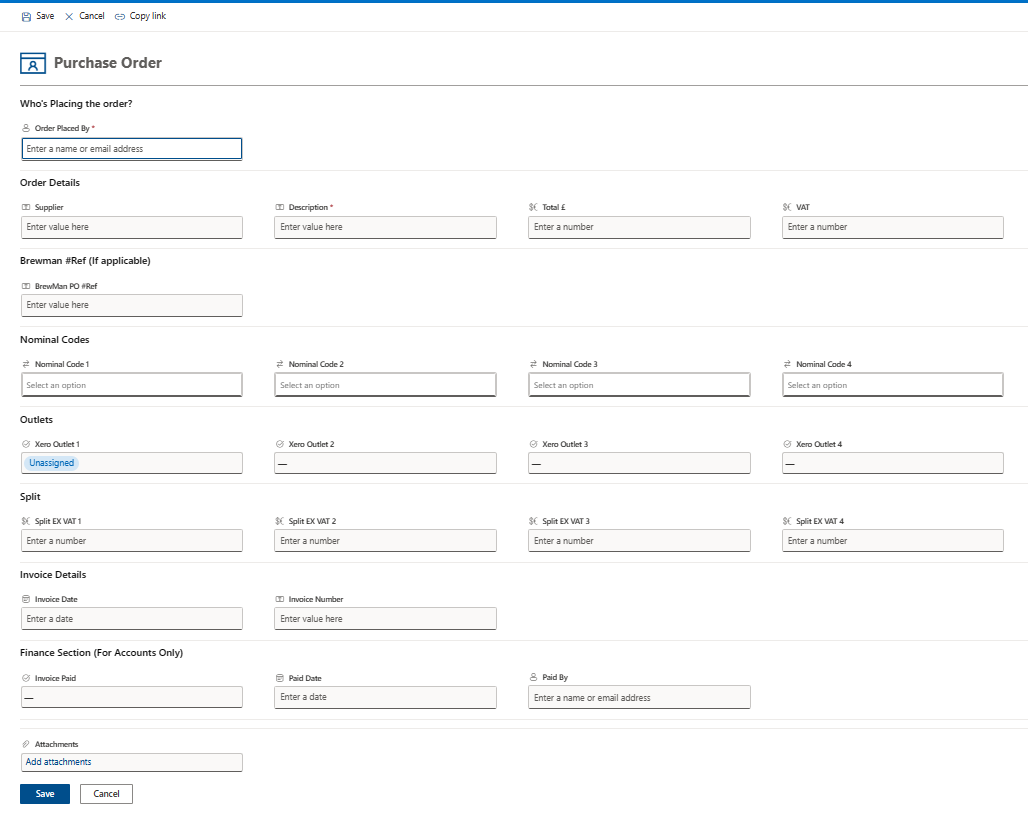 Save Cancel Copy link
Purchase Order
Who's Placing the order?
Order Placed By *
Enter a name or email address
Order Details
Supplier Description * Total £ VAT
Enter value here Enter value here Enter a number Enter a number
Brewman #Ref (If applicable)
BrewMan PO #Ref
Enter value here
Nominal Codes
Nominal Code 1 Nominal Code 2 Nominal Code 3 Nominal Code 4
Select an option Select an option Select an option Select an option
Outlets
Xero Outlet 1 Xero Outlet 2 Xero Outlet 3 Xero Outlet 4
Unassigned — — —
Split
Split EX VAT 1 Split EX VAT 2 Split EX VAT 3 Split EX VAT 4
Enter a number Enter a number Enter a number Enter a number
Invoice Details
Invoice Date Invoice Number
Enter a date Enter value here
Finance Section (For Accounts Only)
Invoice Paid Paid Date Paid By
— Enter a date Enter a name or email address
Attachments
Add attachments
Save Cancel